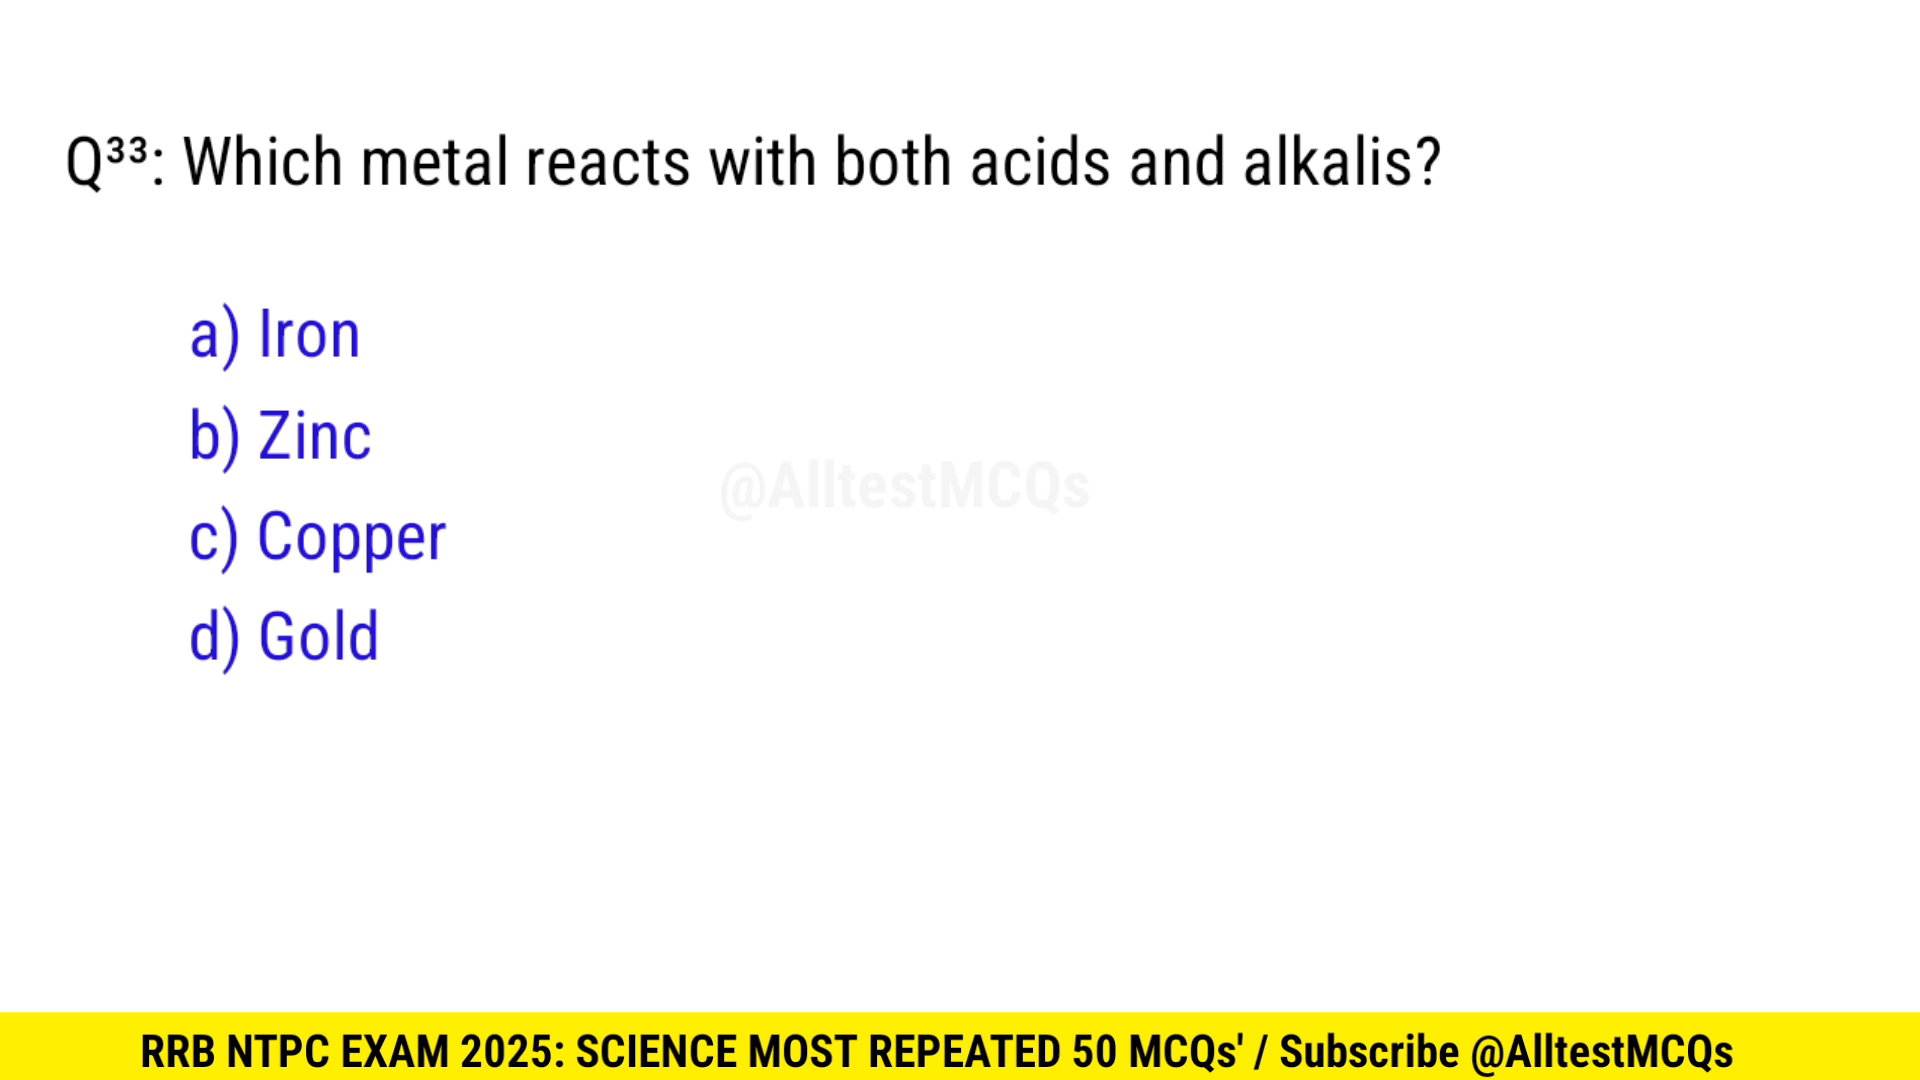 Q³³: Which metal reacts with both acids and alkalis?
a) Iron
b) Zinc
@AlltestMCQs
c) Copper
d) Gold
RRB NTPC EXAM 2025: SCIENCE MOST REPEATED 50 MCQs' / Subscribe @AlltestMCQs